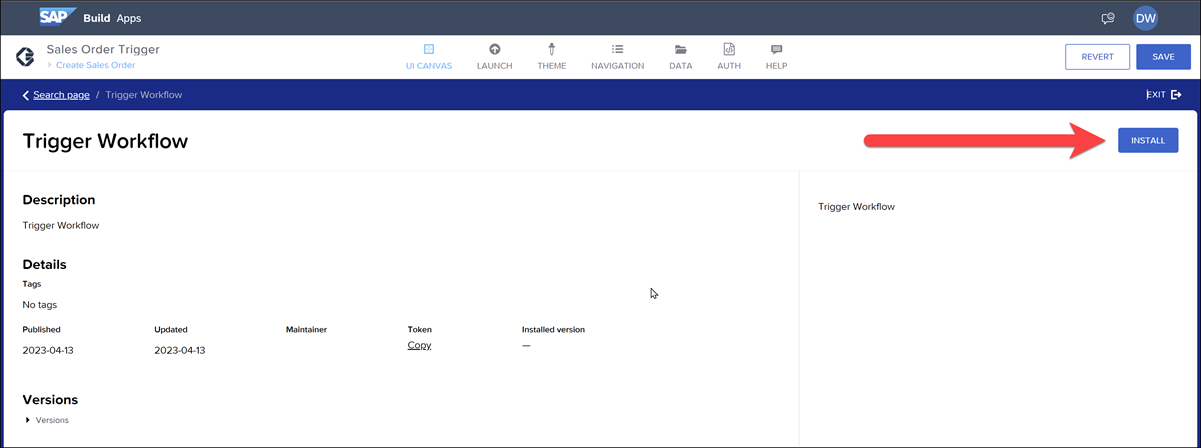 SAP Build Apps DW
Sales Order Trigger
Create Sales Order
UI CANVAS LAUNCH THEME NAVIGATION DATA AUTH HELP
REVERT SAVE
Search page / Trigger Workflow EXIT
Trigger Workflow INSTALL
Description
Trigger Workflow
Trigger Workflow
Details
Tags
No tags
Published Updated Maintainer Token Installed version
2023-04-13 2023-04-13 Copy —
Versions
Versions